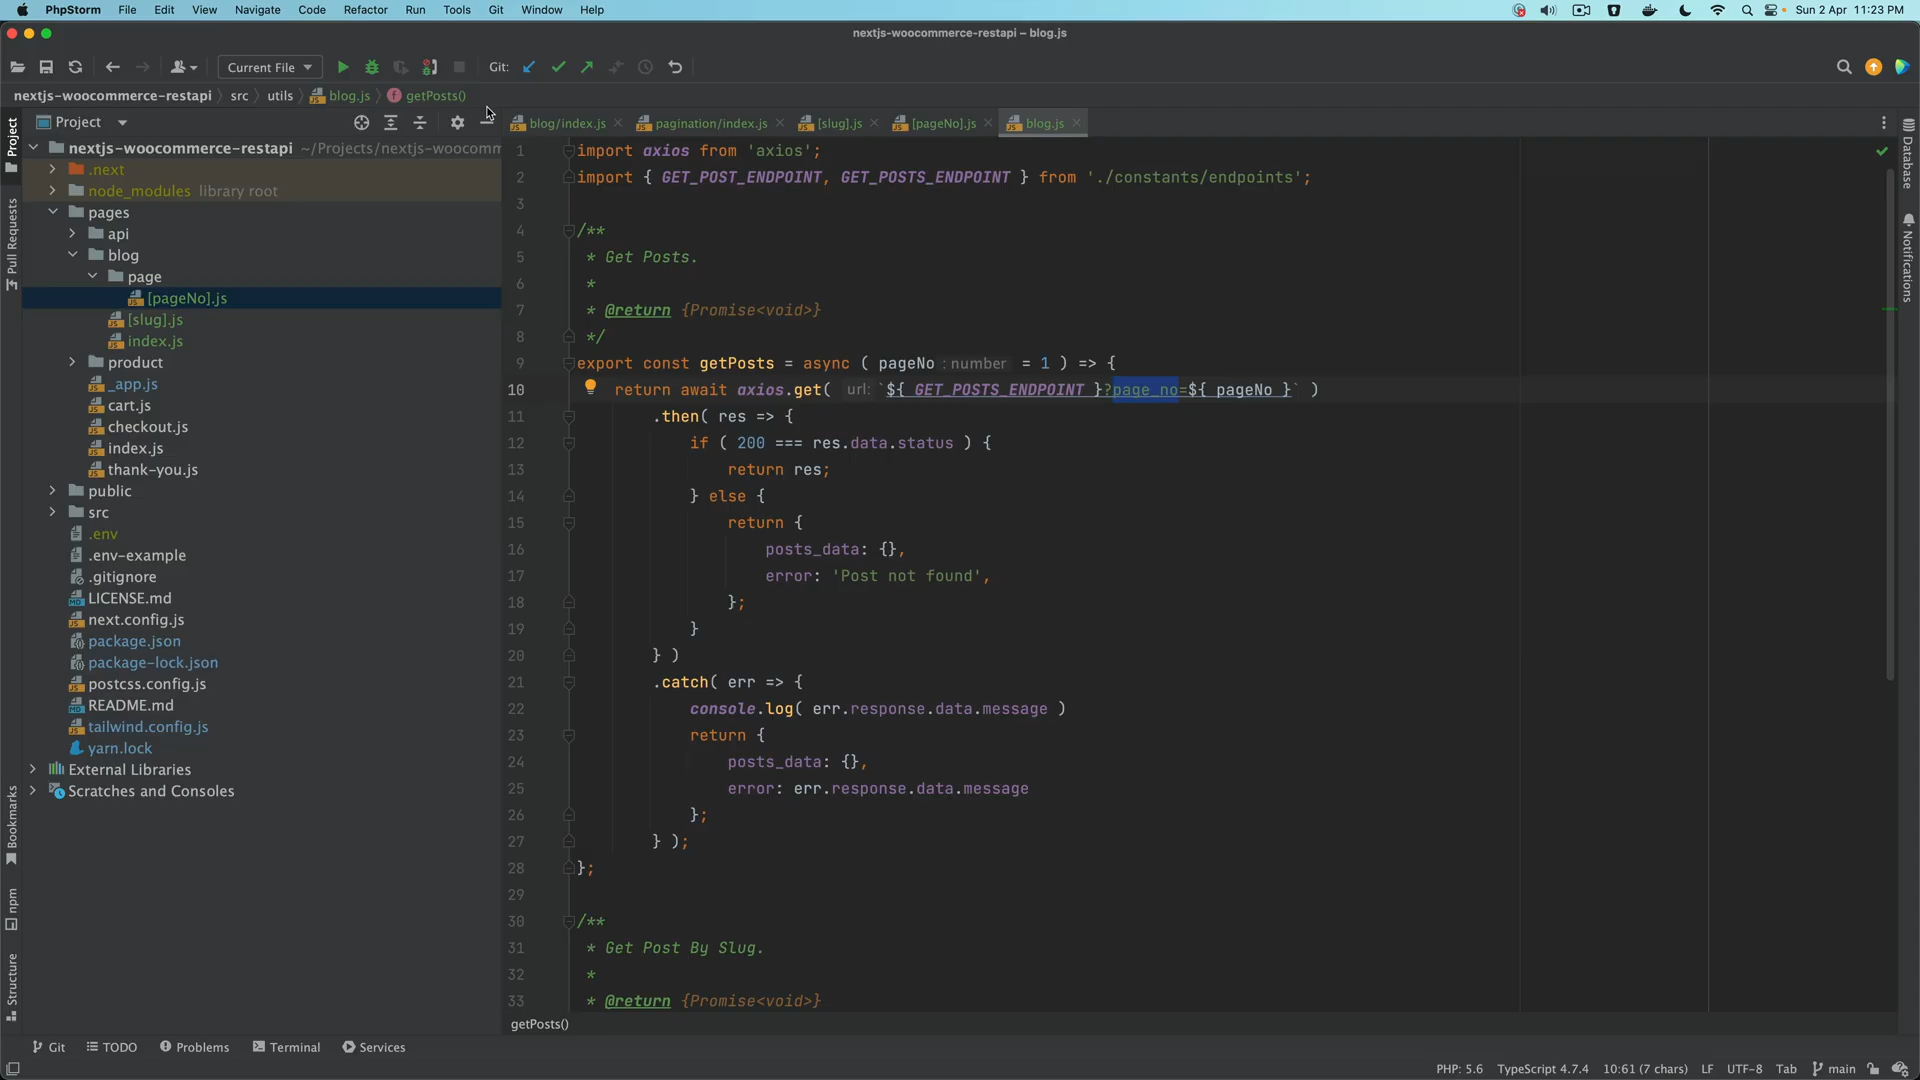 PhpStorm File Edit View Navigate Code Refactor Run Tools Git Window Help Sun 2 Apr 11:23 PM
nextjs-woocommerce-restapi – blog.js
Current File Git:
nextjs-woocommerce-restapi src utils blog.js getPosts()
Project
blog/index.js pagination/index.js [slug].js [pageNo].js blog.js
nextjs-woocommerce-restapi ~/Projects/nextjs-woocomm
.next
node_modules library root
pages
api
blog
page
[pageNo].js
[slug].js
index.js
product
_app.js
cart.js
checkout.js
index.js
thank-you.js
public
src
.env
.env-example
.gitignore
LICENSE.md
next.config.js
package.json
package-lock.json
postcss.config.js
README.md
tailwind.config.js
yarn.lock
External Libraries
Scratches and Consoles
Project
Pull Requests
Bookmarks
npm
Structure
1 import axios from 'axios';
2 import { GET_POST_ENDPOINT, GET_POSTS_ENDPOINT } from './constants/endpoints';
3
4 /**
5 * Get Posts.
6 *
7 * @return {Promise<void>}
8 */
9 export const getPosts = async ( pageNo : number = 1 ) => {
10 return await axios.get( url: `${ GET_POSTS_ENDPOINT }?page_no=${ pageNo }` )
11 .then( res => {
12 if ( 200 === res.data.status ) {
13 return res;
14 } else {
15 return {
16 posts_data: {},
17 error: 'Post not found',
18 };
19 }
20 } )
21 .catch( err => {
22 console.log( err.response.data.message )
23 return {
24 posts_data: {},
25 error: err.response.data.message
26 };
27 } );
28 };
29
30 /**
31 * Get Post By Slug.
32 *
33 * @return {Promise<void>}
getPosts()
Database
Notifications
Git TODO Problems Terminal Services
PHP: 5.6 TypeScript 4.7.4 10:61 (7 chars) LF UTF-8 Tab main